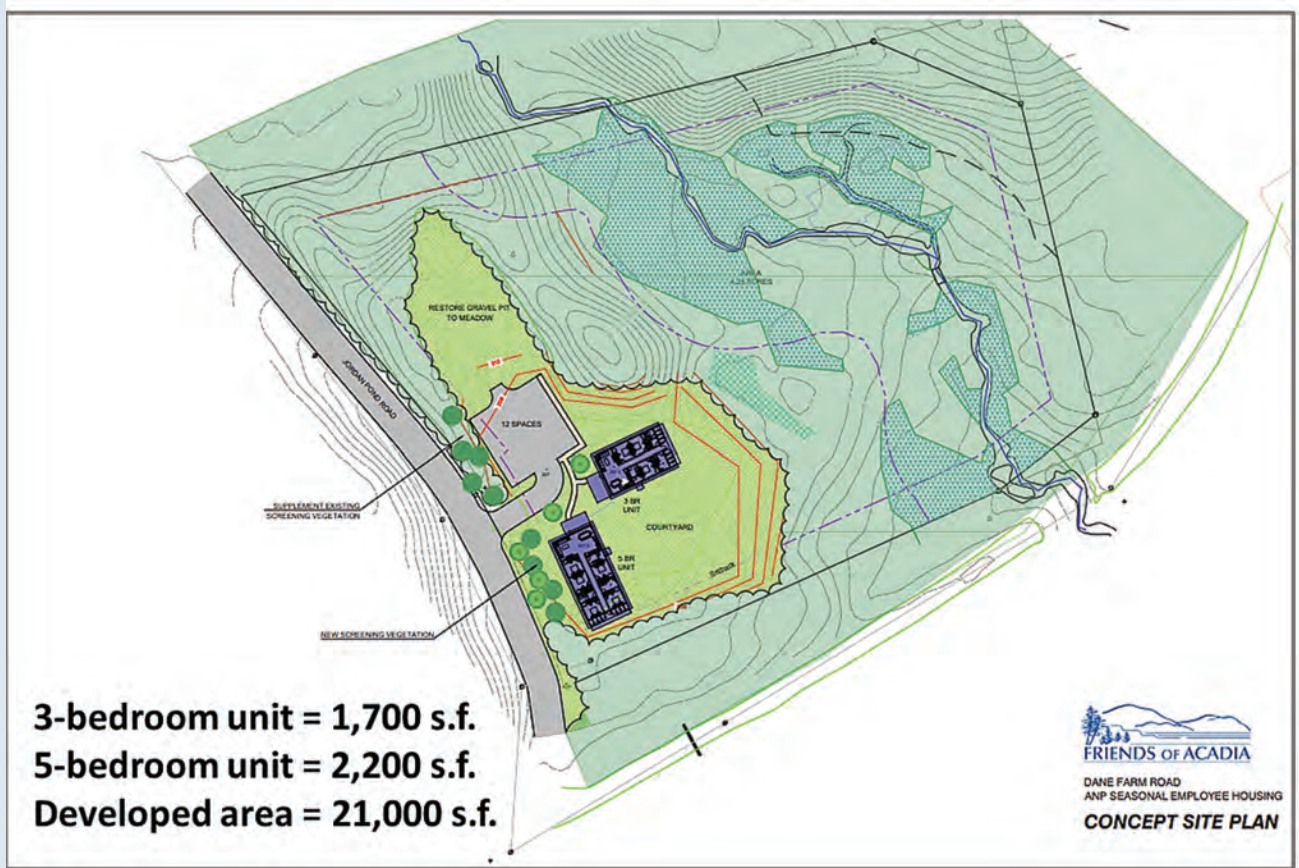 AREA
RESTORE GRAVEL PIT
TO MEADOW
JORDAN POND ROAD
12 SPACES
SUPPLEMENT EXISTING
SCREENING VEGETATION
3 BR
UNIT
COURTYARD
5 BR
UNIT
Setback
NEW SCREENING VEGETATION
3-bedroom unit = 1,700 s.f.
5-bedroom unit = 2,200 s.f.
Developed area = 21,000 s.f.
FRIENDS OF ACADIA
DANE FARM ROAD
ANP SEASONAL EMPLOYEE HOUSING
CONCEPT SITE PLAN